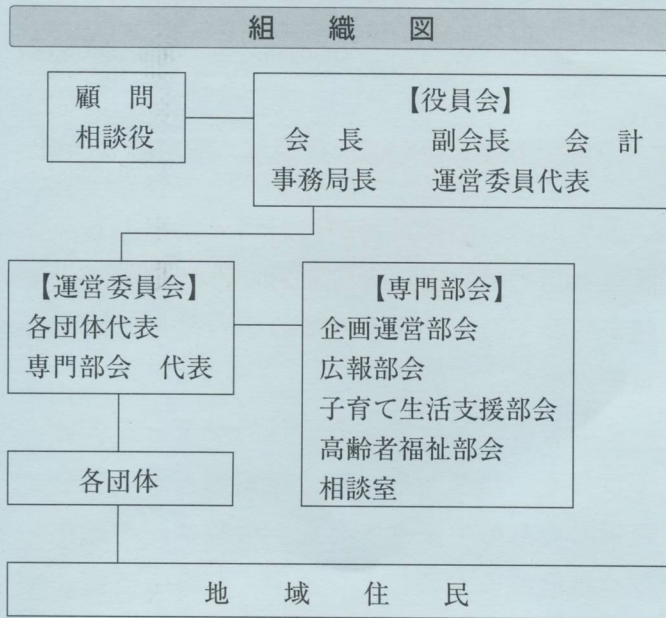 組織図
顧問
相談役
【役員会】
会長 副会長 会計
事務局長 運営委員代表
【運営委員会】
各団体代表
専門部会 代表
【専門部会】
企画運営部会
広報部会
子育て生活支援部会
高齢者福祉部会
相談室
各団体
地域住民